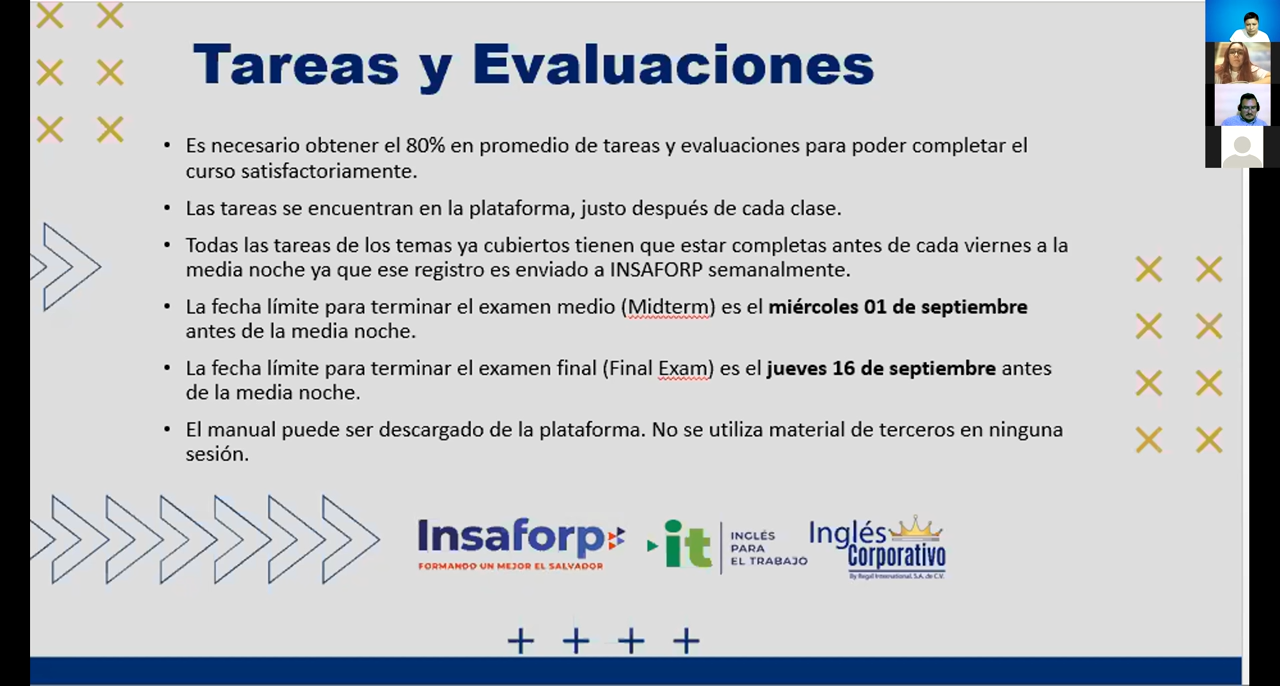 Tareas y Evaluaciones
• Es necesario obtener el 80% en promedio de tareas y evaluaciones para poder completar el
curso satisfactoriamente.
• Las tareas se encuentran en la plataforma, justo después de cada clase.
• Todas las tareas de los temas ya cubiertos tienen que estar completas antes de cada viernes a la
media noche ya que ese registro es enviado a INSAFORP semanalmente.
• La fecha límite para terminar el examen medio (Midterm) es el miércoles 01 de septiembre
antes de la media noche.
• La fecha límite para terminar el examen final (Final Exam) es el jueves 16 de septiembre antes
de la media noche.
• El manual puede ser descargado de la plataforma. No se utiliza material de terceros en ninguna
sesión.
Insaforp
FORMANDO UN MEJOR EL SALVADOR
it
INGLÉS
PARA
EL TRABAJO
Inglés
Corporativo
By Regal International, S.A. de C.V.